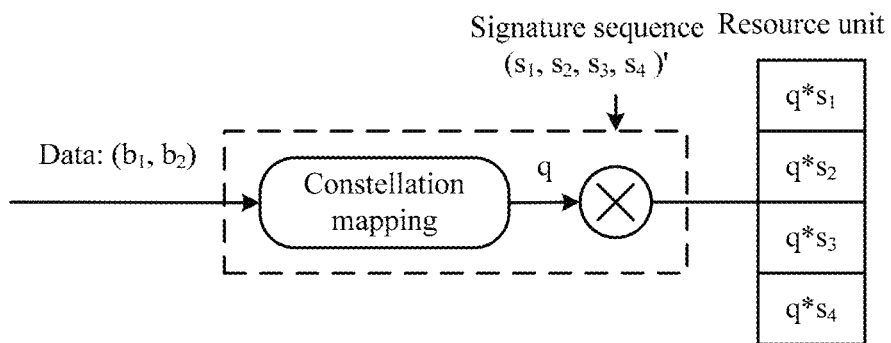 Signature sequence
(s₁, s₂, s₃, s₄ )'
Resource unit
Data: (b₁, b₂)
Constellation
mapping
q
q*s₁
q*s₂
q*s₃
q*s₄